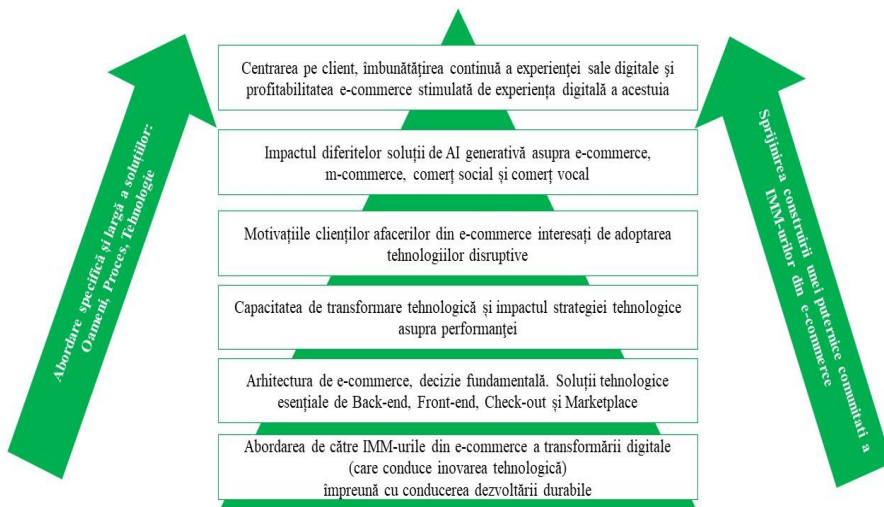 Abordare specifică și largă a soluțiilor:
Oameni, Proces, Tehnologie
Centrarea pe client, îmbunătățirea continuă a experienței sale digitale și
profitabilitatea e-commerce stimulată de experiența digitală a acestuia
Impactul diferitelor soluții de AI generativă asupra e-commerce,
m-commerce, comerț social și comerț vocal
Motivațiile clienților afacerilor din e-commerce interesați de adoptarea
tehnologiilor disruptive
Capacitatea de transformare tehnologică și impactul strategiei tehnologice
asupra performanței
Arhitectura de e-commerce, decizie fundamentală. Soluții tehnologice
esențiale de Back-end, Front-end, Check-out și Marketplace
Abordarea de către IMM-urile din e-commerce a transformării digitale
(care conduce inovarea tehnologică)
împreună cu conducerea dezvoltării durabile
Sprijinirea construirii unei puternice comunitati a
IMM-urilor din e-commerce